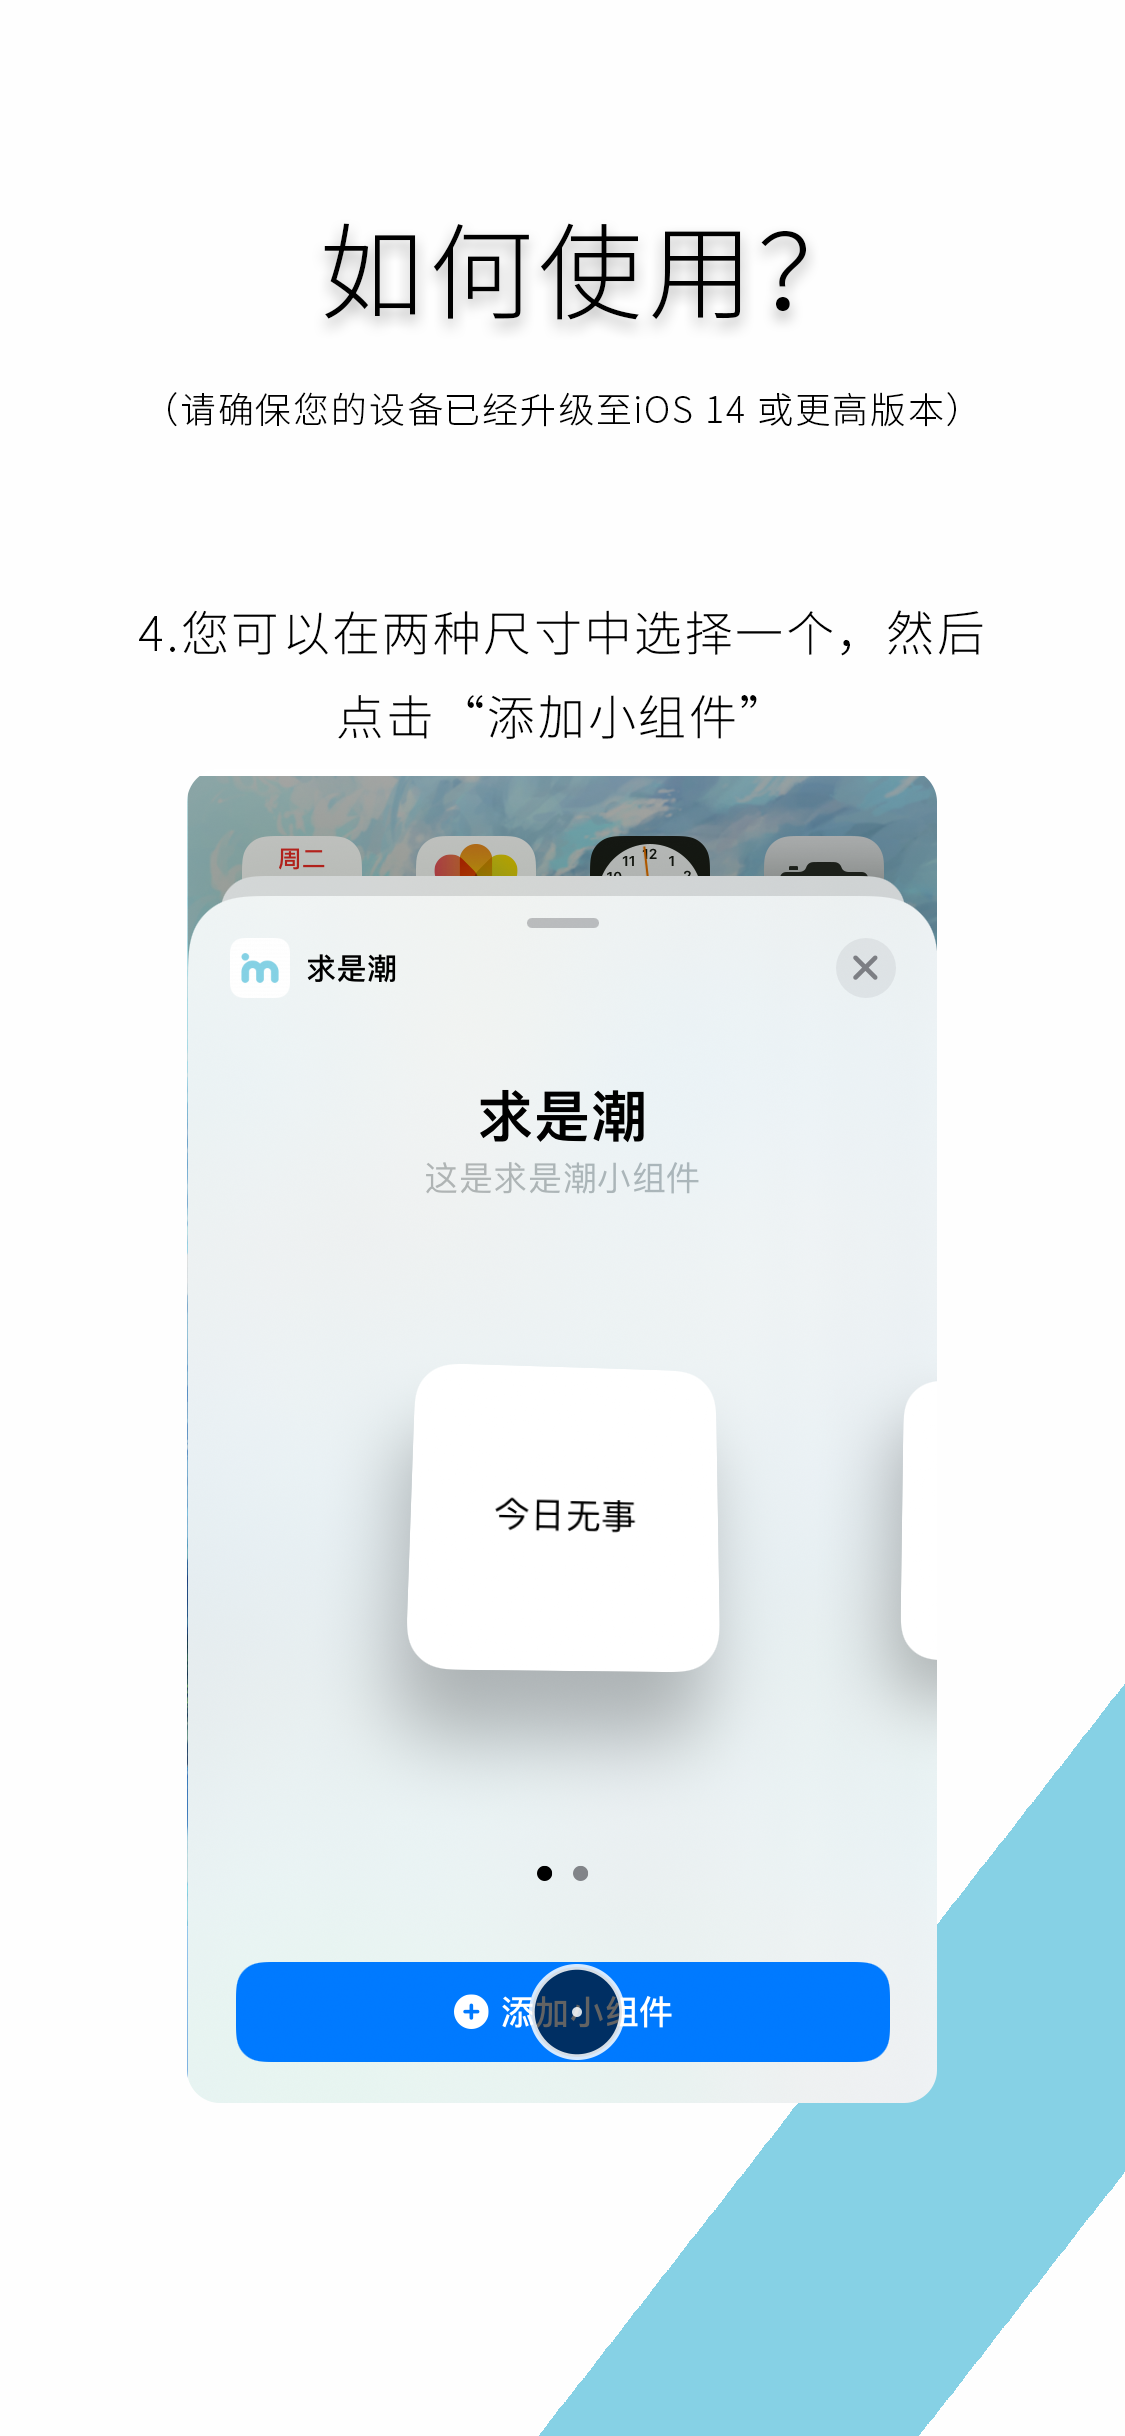 如何使用？
（请确保您的设备已经升级至iOS 14 或更高版本）
4.您可以在两种尺寸中选择一个，然后
点击“添加小组件”
周二
11 12 1
求是潮
求是潮
这是求是潮小组件
今日无事
添加小组件